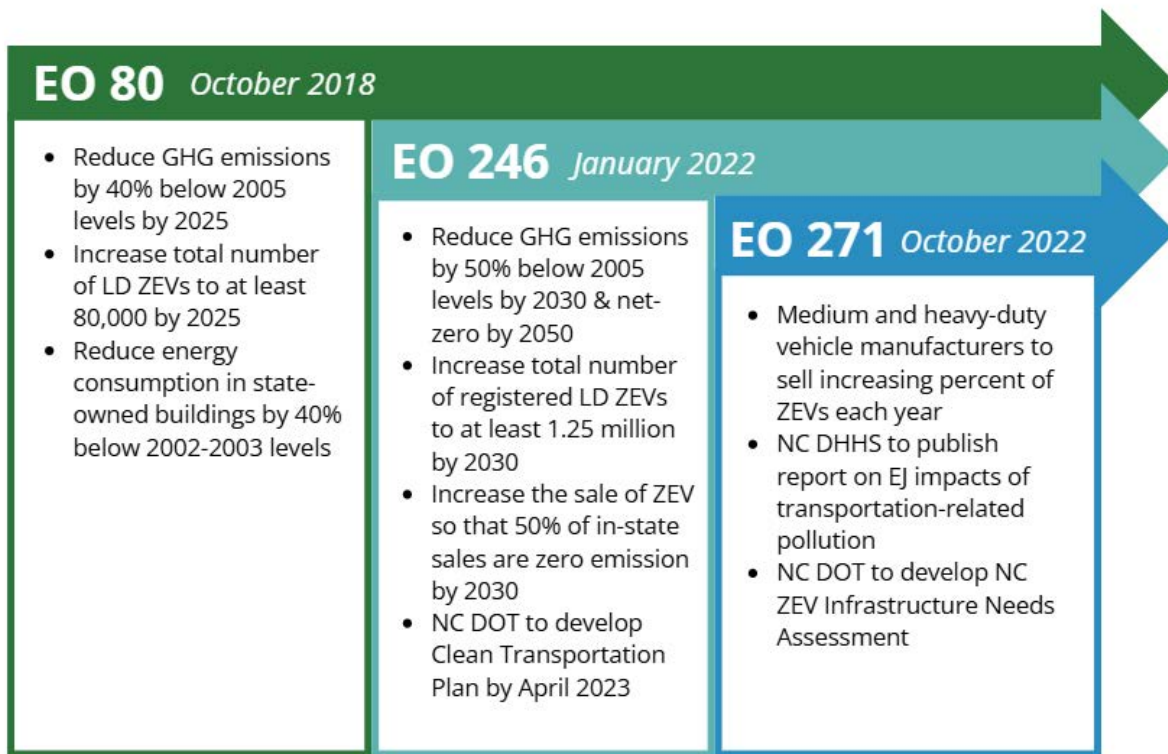 EO 80 October 2018
• Reduce GHG emissions
by 40% below 2005
levels by 2025
• Increase total number
of LD ZEVs to at least
80,000 by 2025
• Reduce energy
consumption in state-
owned buildings by 40%
below 2002-2003 levels
EO 246 January 2022
• Reduce GHG emissions
by 50% below 2005
levels by 2030 & net-
zero by 2050
• Increase total number
of registered LD ZEVs
to at least 1.25 million
by 2030
• Increase the sale of ZEV
so that 50% of in-state
sales are zero emission
by 2030
• NC DOT to develop
Clean Transportation
Plan by April 2023
EO 271 October 2022
• Medium and heavy-duty
vehicle manufacturers to
sell increasing percent of
ZEVs each year
• NC DHHS to publish
report on EJ impacts of
transportation-related
pollution
• NC DOT to develop NC
ZEV Infrastructure Needs
Assessment